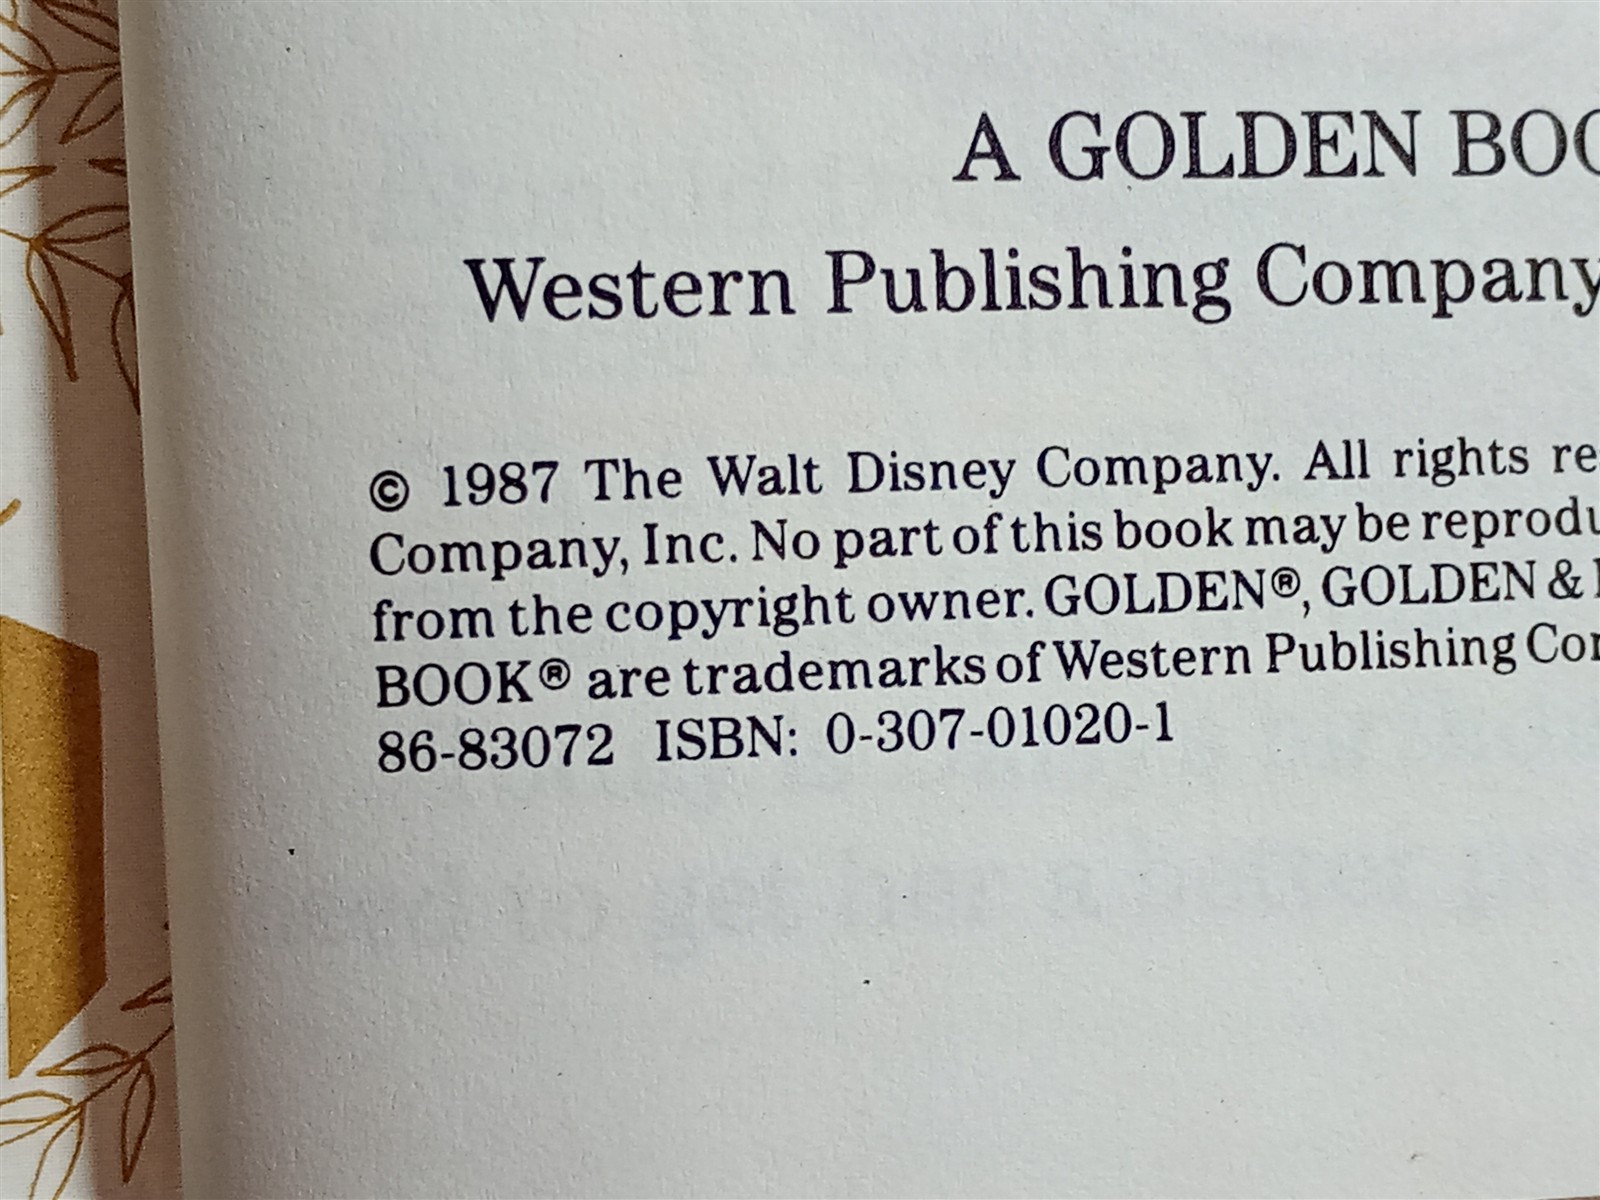 A GOLDEN BOO
Western Publishing Company
© 1987 The Walt Disney Company. All rights re
Company, Inc. No part of this book may be reprodu
from the copyright owner. GOLDEN®, GOLDEN &
BOOK® are trademarks of Western Publishing Con
86-83072 ISBN: 0-307-01020-1